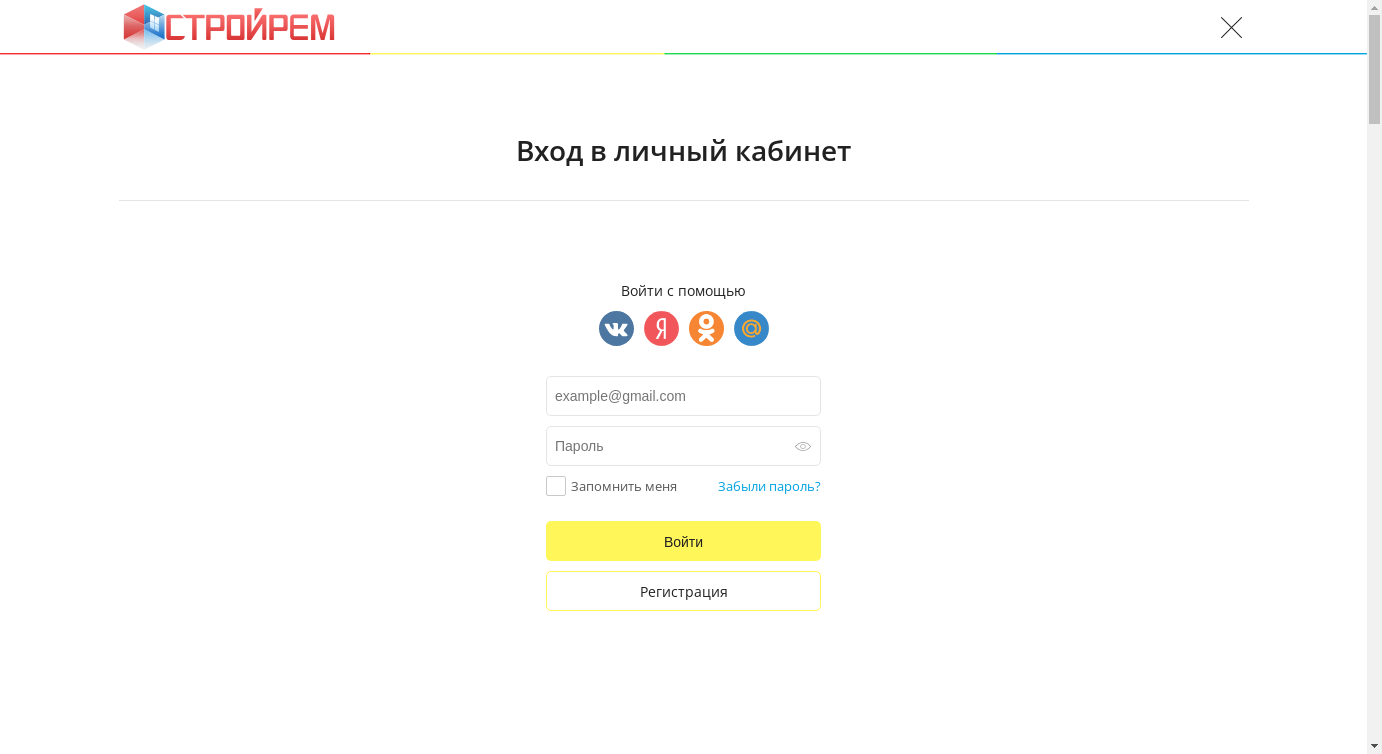 СТРОЙРЕМ
Вход в личный кабинет
Войти с помощью
example@gmail.com
Пароль
Запомнить меня Забыли пароль?
Войти
Регистрация